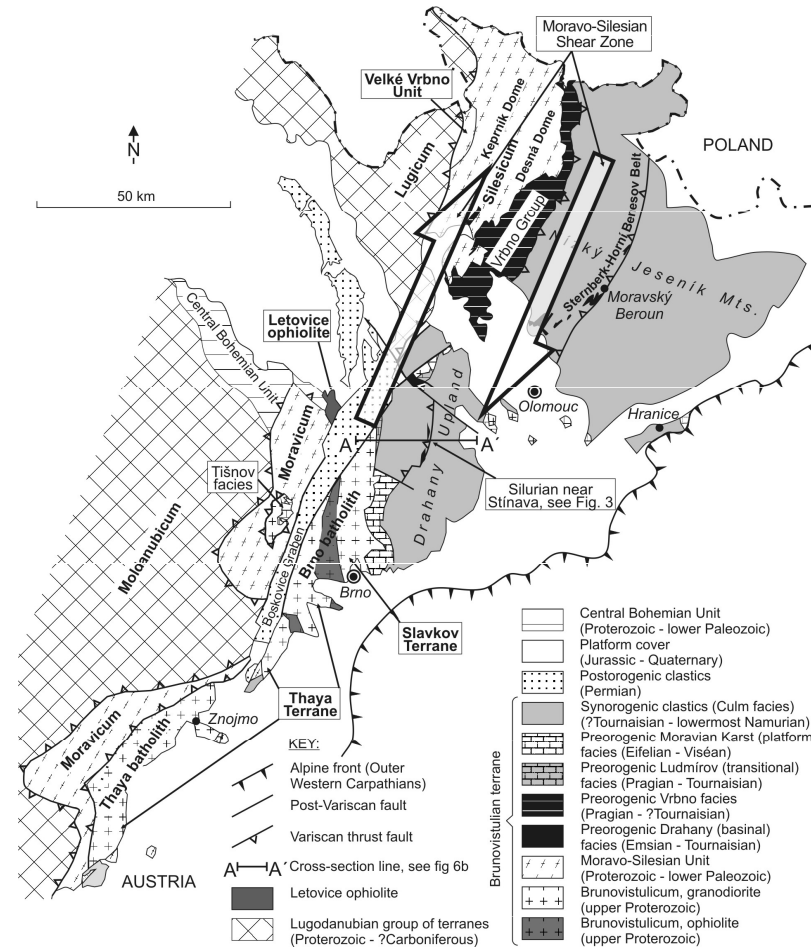 Moravo-Silesian
Shear Zone
Velké Vrbno
Unit
POLAND
N
50 km
Lugicum
Keprník Dome
Silesicum
Desná Dome
Vrbno Group
Nízký Jeseník Mts.
Šternberk-Horní Benešov Belt
Moravský
Beroun
Letovice
ophiolite
Central Bohemian Unit
Olomouc
Hranice
Moravicum
A A´
Drahany Upland
Tišnov
facies
Silurian near
Stínava, see Fig. 3
Moldanubicum
Boskovice Graben
Brno batholith
Brno
Slavkov
Terrane
Thaya
Terrane
Znojmo
Moravicum
Thaya batholith
AUSTRIA
KEY:
Alpine front (Outer
Western Carpathians)
Post-Variscan fault
Variscan thrust fault
A A´ Cross-section line, see fig 6b
Letovice ophiolite
Lugodanubian group of terranes
(Proterozoic - ?Carboniferous)
Central Bohemian Unit
(Proterozoic - lower Paleozoic)
Platform cover
(Jurassic - Quaternary)
Postorogenic clastics
(Permian)
Brunovistulian terrane
Synorogenic clastics (Culm facies)
(?Tournaisian - lowermost Namurian)
Preorogenic Moravian Karst (platform
facies (Eifelian - Viséan)
Preorogenic Ludmírov (transitional)
facies (Pragian - Tournaisian)
Preorogenic Vrbno facies
(Pragian - ?Tournaisian)
Preorogenic Drahany (basinal)
facies (Emsian - Tournaisian)
Moravo-Silesian Unit
(Proterozoic - lower Paleozoic)
Brunovistulicum, granodiorite
(upper Proterozoic)
Brunovistulicum, ophiolite
(upper Proterozoic)